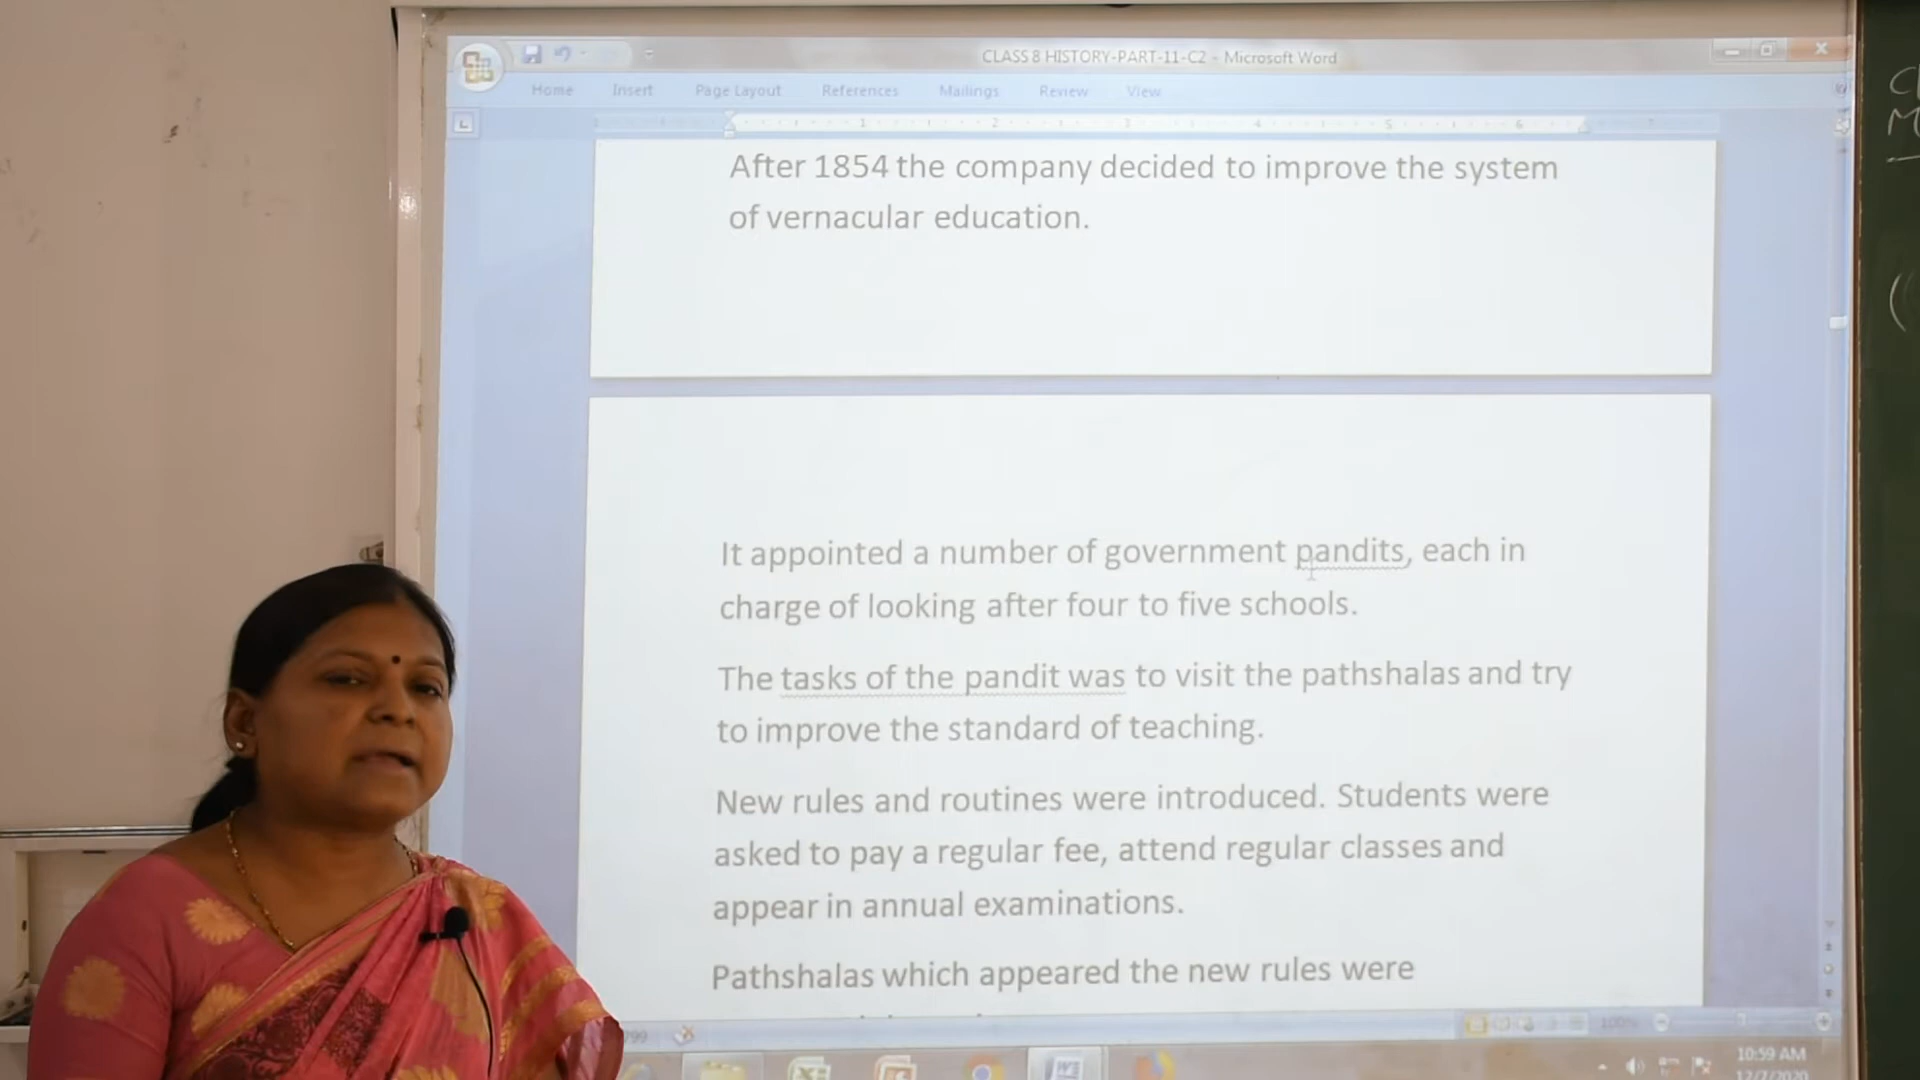 CLASS 8 HISTORY-PART-11-C2 - Microsoft Word
Home Insert Page Layout References Mailings Review View
After 1854 the company decided to improve the system
of vernacular education.
It appointed a number of government pandits, each in
charge of looking after four to five schools.
The tasks of the pandit was to visit the pathshalas and try
to improve the standard of teaching.
New rules and routines were introduced. Students were
asked to pay a regular fee, attend regular classes and
appear in annual examinations.
Pathshalas which appeared the new rules were
100%
10:59 AM
12/7/2020